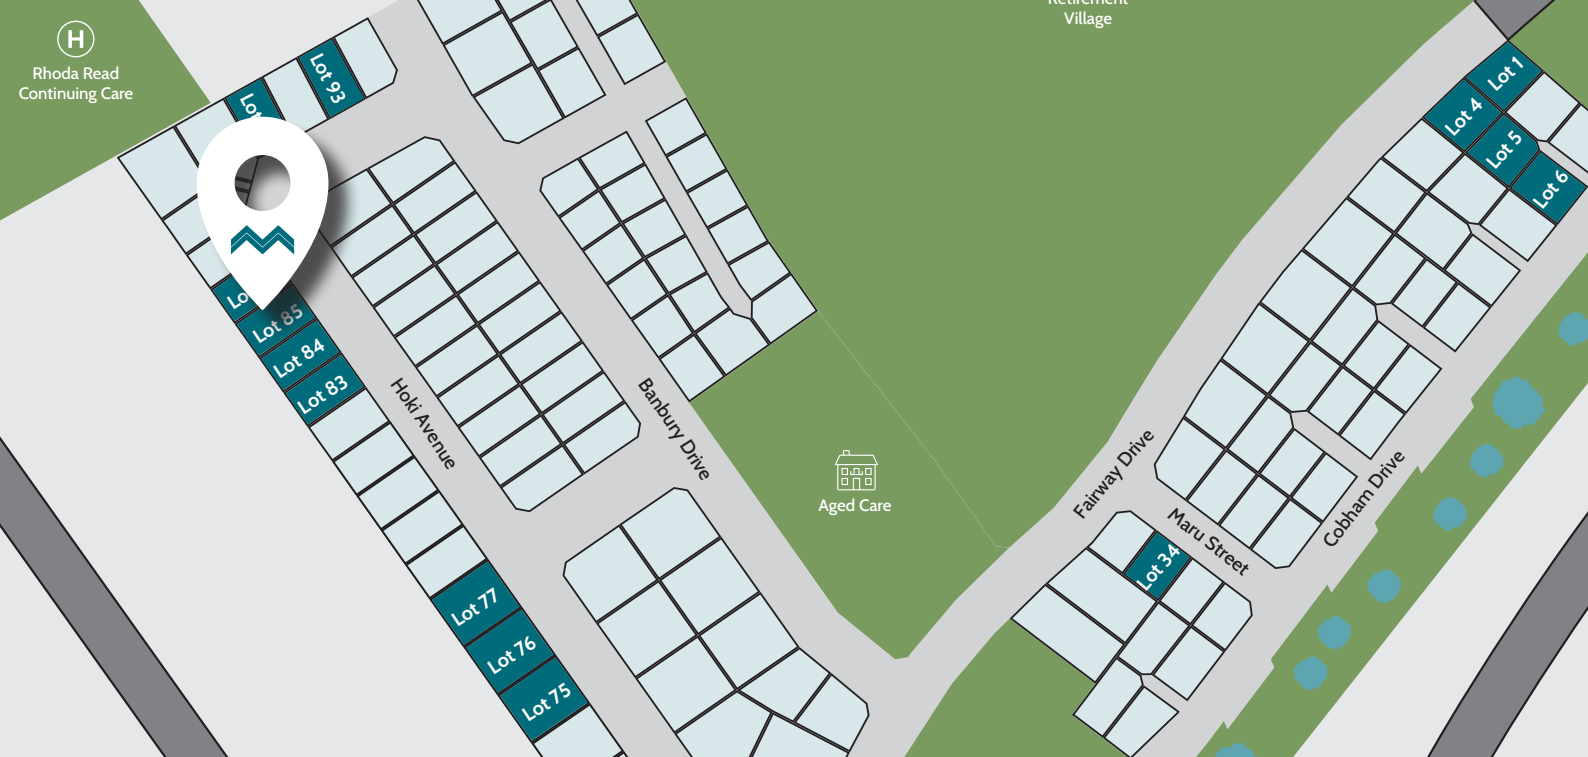 Retirement
Village
H
Rhoda Read
Continuing Care
Lot 93
Lot 1
Lot 4
Lot 5
Lot 6
Lot 85
Lot 84
Lot 83
Hoki Avenue
Banbury Drive
Aged Care
Fairway Drive
Maru Street
Cobham Drive
Lot 34
Lot 77
Lot 76
Lot 75